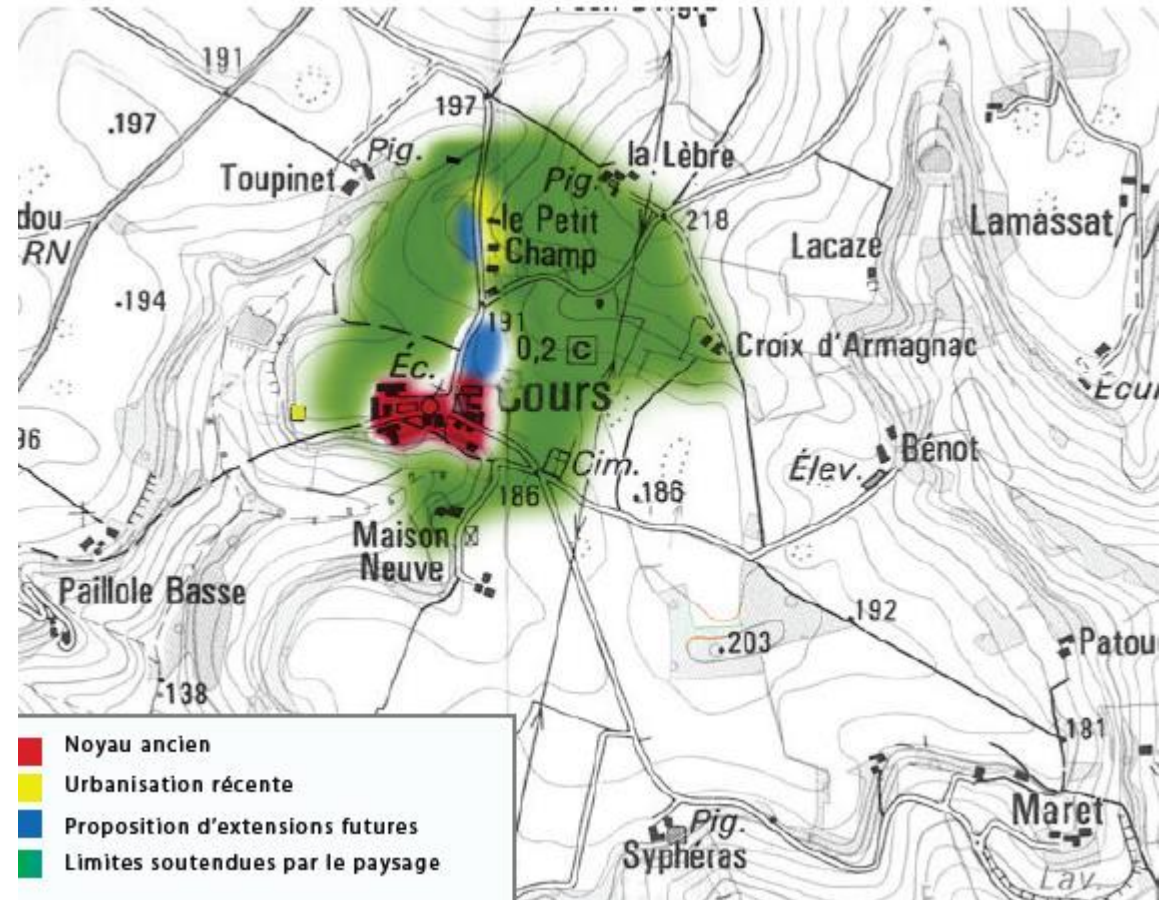 191
197
197
Pig.
Toupinet
la Lèbre
Pig.
dou
RN
le Petit
Champ
218
Lacaze
Lamassat
194
191
0,2 C
Croix d'Armagnac
Éc.
Cours
96
Cim.
Bénot
Élev.
186
186
Maison
Neuve
Paillole Basse
192
203
138
181
Maret
Pig.
Syphéras
Lav.
Noyau ancien
Urbanisation récente
Proposition d'extensions futures
Limites soutendues par le paysage